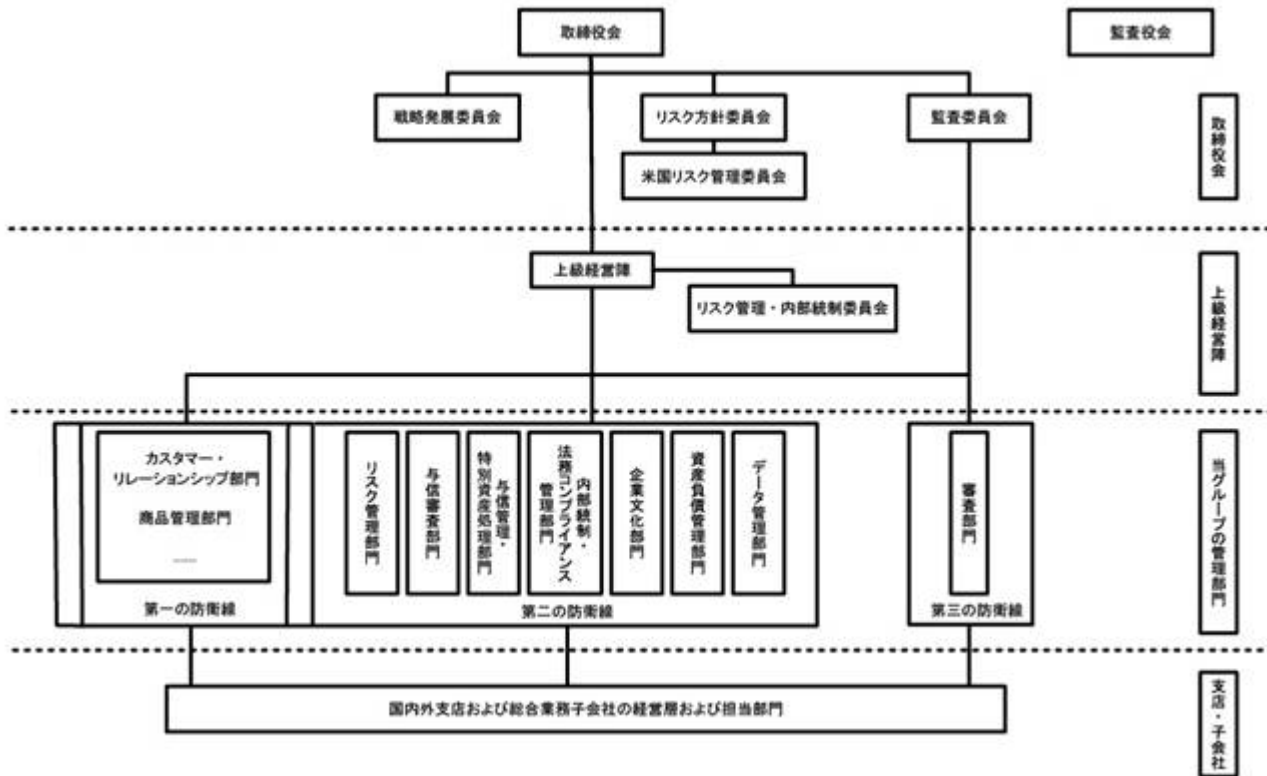 取締役会
監査役会
戦略発展委員会
リスク方針委員会
監査委員会
米国リスク管理委員会
取締役会
上級経営陣
リスク管理・内部統制委員会
上級経営陣
カスタマー・
リレーションシップ部門
商品管理部門
……
第一の防衛線
リスク管理部門
与信審査部門
与信管理・
特別資産処理部門
内部統制・
法務コンプライアンス
管理部門
企業文化部門
資産負債管理部門
データ管理部門
第二の防衛線
審査部門
第三の防衛線
当グループの管理部門
国内外支店および総合業務子会社の経営層および担当部門
支店・子会社